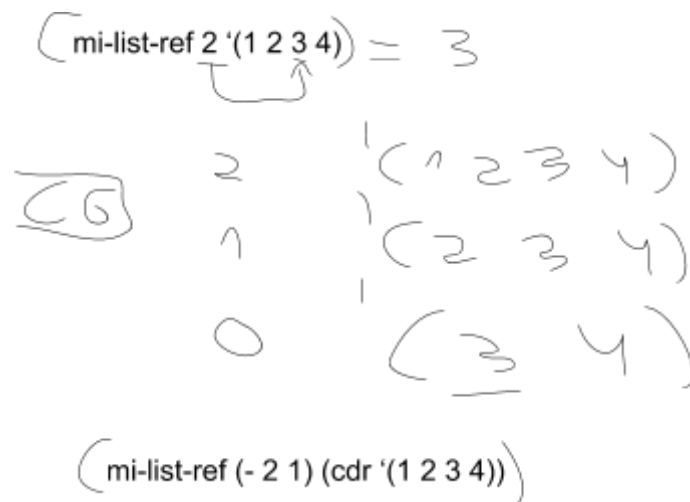 (mi-list-ref 2 ‘(1 2 3 4)) = 3
2 '(1 2 3 4)
CG 1 '(2 3 4)
0 '(3 4)
(mi-list-ref (- 2 1) (cdr ‘(1 2 3 4)))